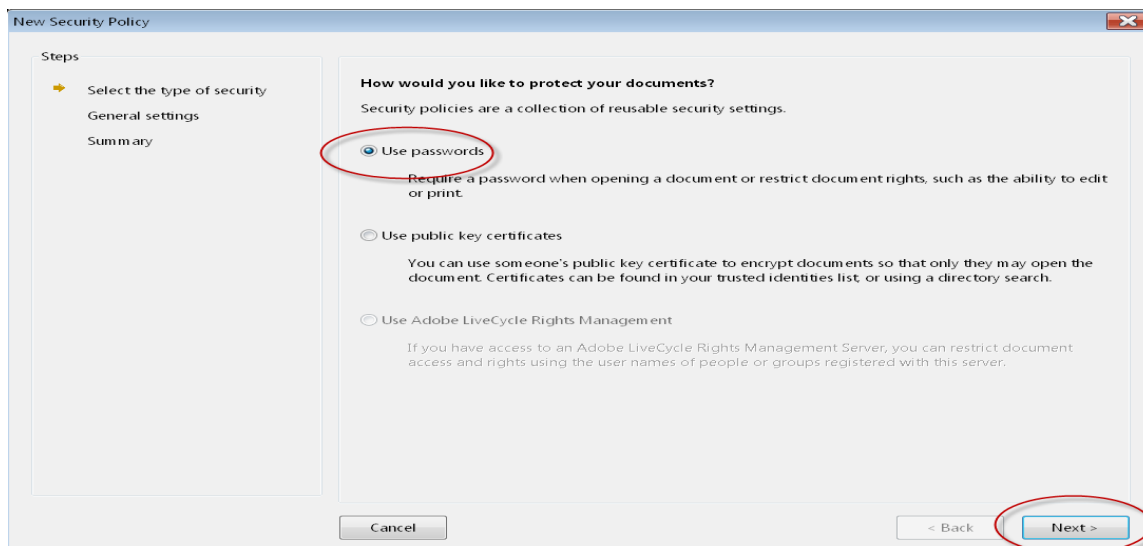 New Security Policy
Steps
Select the type of security
General settings
Summary
How would you like to protect your documents?
Security policies are a collection of reusable security settings.
Use passwords
Require a password when opening a document or restrict document rights, such as the ability to edit
or print.
Use public key certificates
You can use someone's public key certificate to encrypt documents so that only they may open the
document. Certificates can be found in your trusted identities list, or using a directory search.
Use Adobe LiveCycle Rights Management
If you have access to an Adobe LiveCycle Rights Management Server, you can restrict document
access and rights using the user names of people or groups registered with this server.
Cancel
< Back
Next >